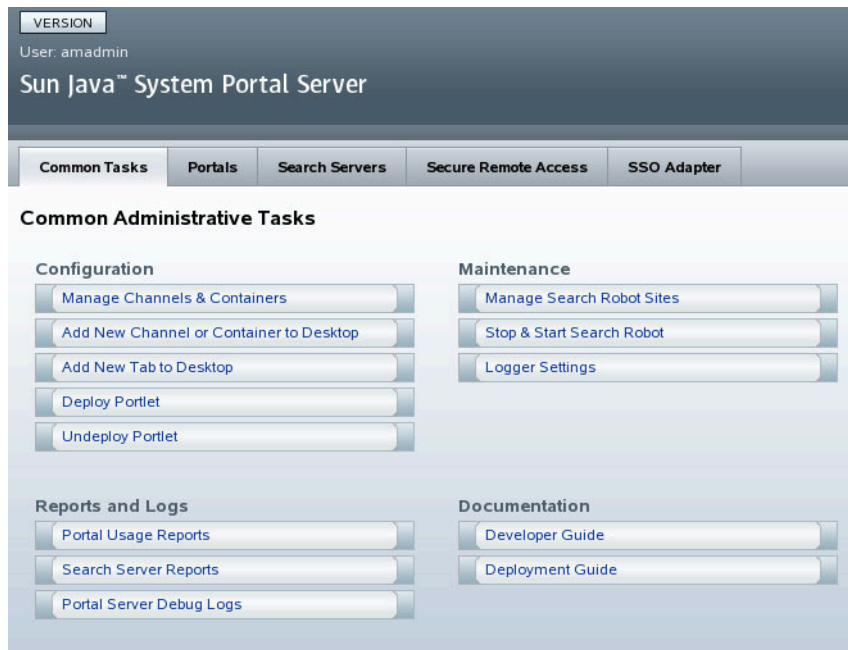 VERSION
User: amadmin
Sun Java™ System Portal Server
Common Tasks
Portals
Search Servers
Secure Remote Access
SSO Adapter
Common Administrative Tasks
Configuration
Manage Channels & Containers
Add New Channel or Container to Desktop
Add New Tab to Desktop
Deploy Portlet
Undeploy Portlet
Maintenance
Manage Search Robot Sites
Stop & Start Search Robot
Logger Settings
Reports and Logs
Portal Usage Reports
Search Server Reports
Portal Server Debug Logs
Documentation
Developer Guide
Deployment Guide